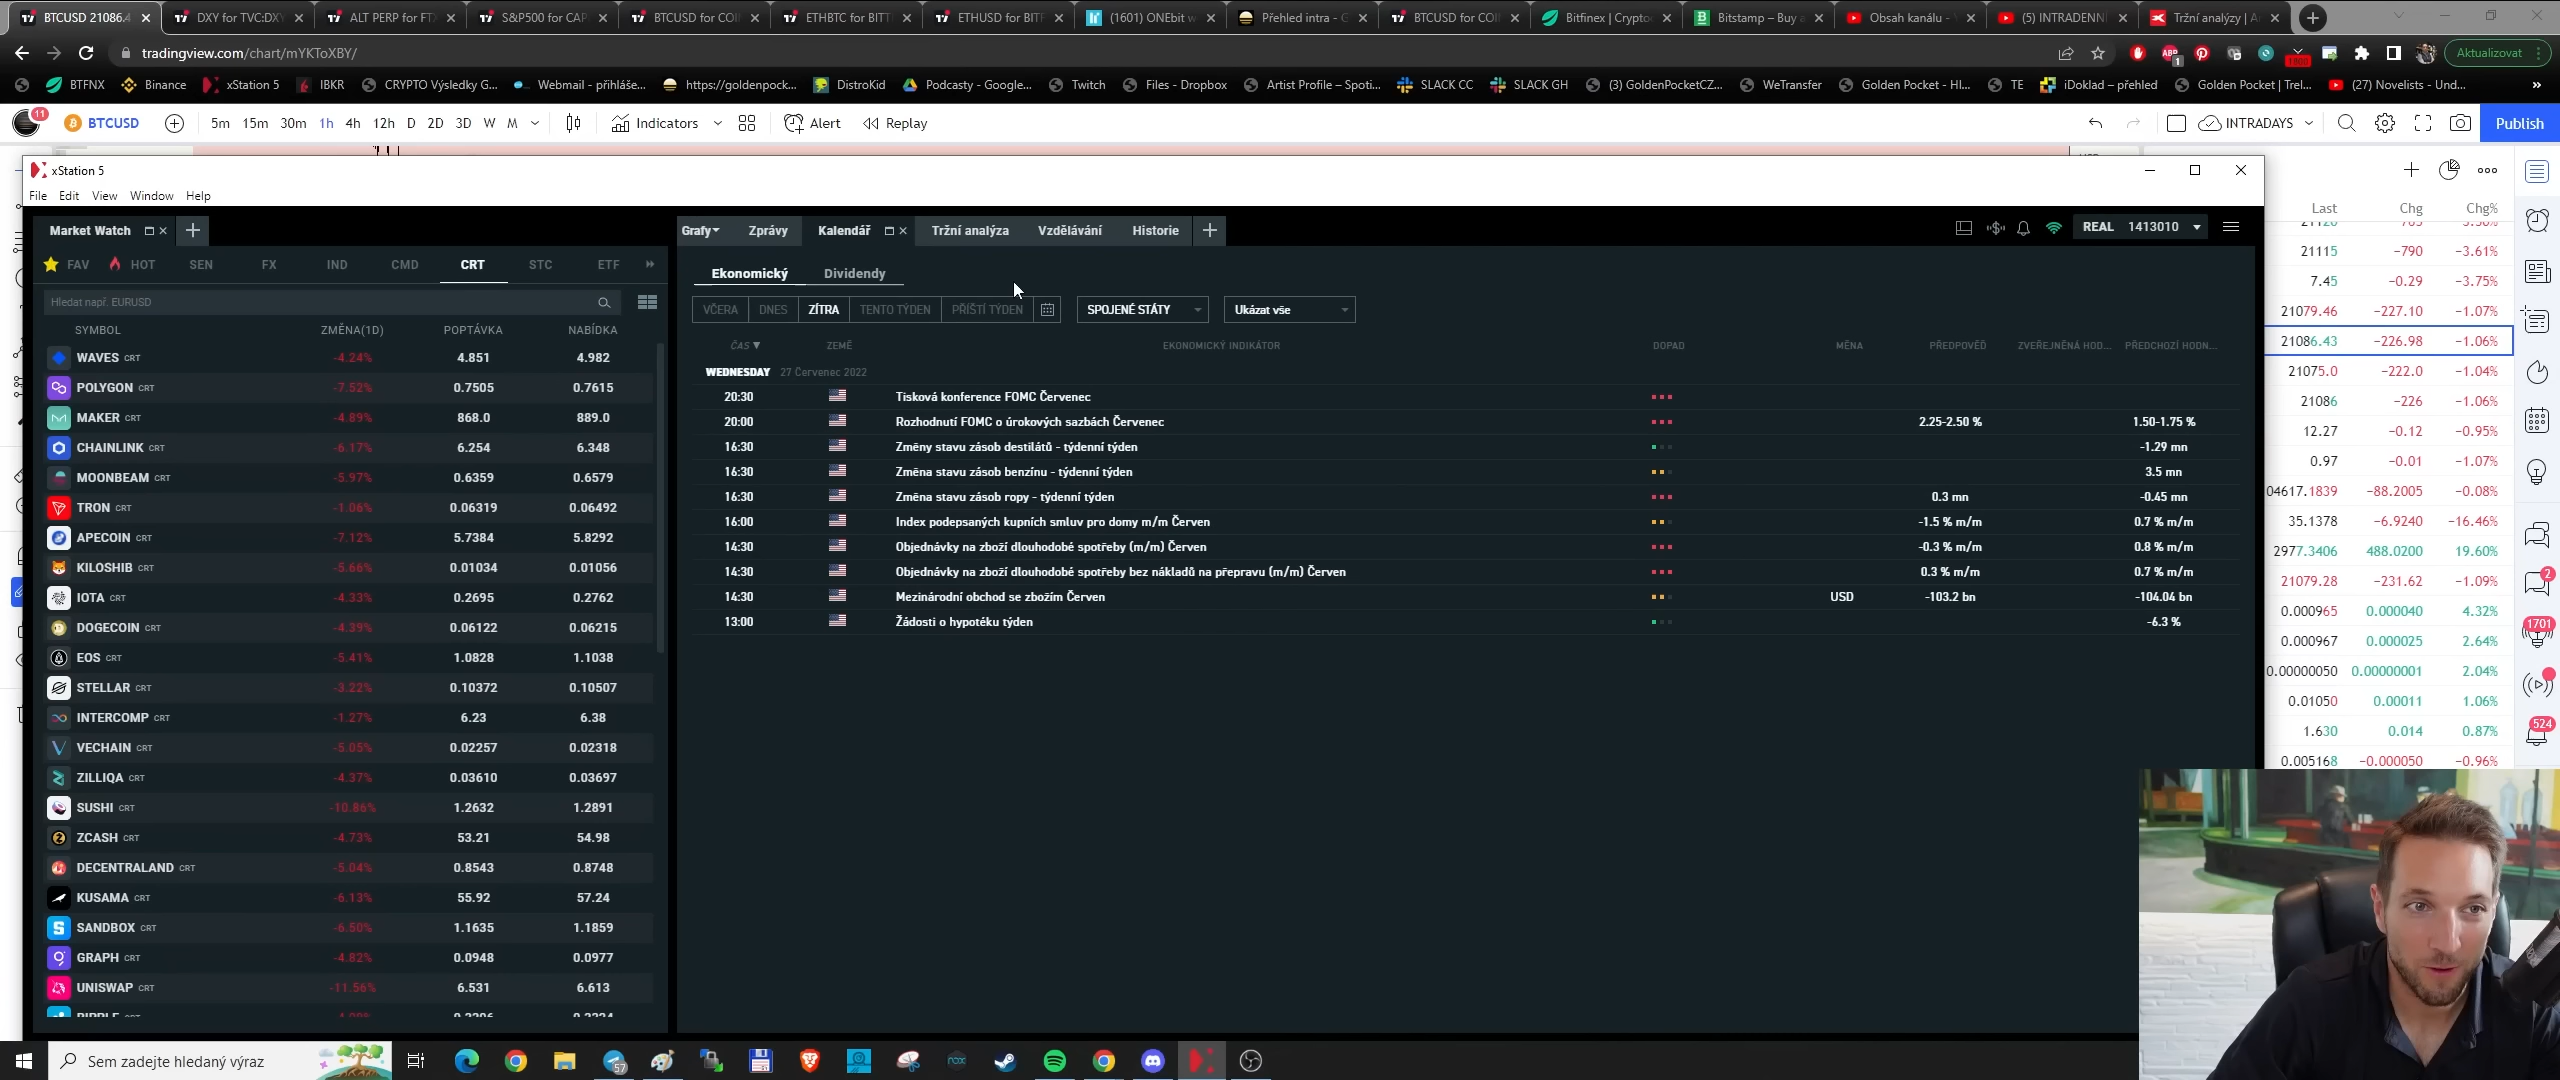 BTCUSD 21086.4
DXY for TVC:DXY
ALT PERP for FT
S&P500 for CAP
BTCUSD for COI
ETHBTC for BITT
ETHUSD for BITF
(1601) ONEbit w
Přehled intra - G
BTCUSD for COI
Bitfinex | Crypto
Bitstamp – Buy a
Obsah kanálu -
(5) INTRADENN
Tržní analýzy | A
tradingview.com/chart/mYKToXBY/
Aktualizovat
BTFNX
Binance
xStation 5
IBKR
CRYPTO Výsledky G...
Webmail - přihláše...
https://goldenpock...
DistroKid
Podcasty - Google...
Twitch
Files - Dropbox
Artist Profile – Spoti...
SLACK CC
SLACK GH
(3) GoldenPocketCZ...
WeTransfer
Golden Pocket - Hl...
TE
iDoklad – přehled
Golden Pocket | Trel...
(27) Novelists - Und...
11
BTCUSD
5m 15m 30m 1h 4h 12h D 2D 3D W M
Indicators
Alert
Replay
INTRADAYS
Publish
xStation 5
File Edit View Window Help
Market Watch
Grafy
Zprávy
Kalendář
Tržní analýza
Vzdělávání
Historie
REAL 1413010
FAV HOT SEN FX IND CMD CRT STC ETF
Hledat např. EURUSD
SYMBOL ZMĚNA(1D) POPTÁVKA NABÍDKA
WAVES CRT -4.24% 4.851 4.982
POLYGON CRT -7.52% 0.7505 0.7615
MAKER CRT -4.89% 868.0 889.0
CHAINLINK CRT -6.17% 6.254 6.348
MOONBEAM CRT -5.97% 0.6359 0.6579
TRON CRT -1.06% 0.06319 0.06492
APECOIN CRT -7.12% 5.7384 5.8292
KILOSHIB CRT -5.66% 0.01034 0.01056
IOTA CRT -4.33% 0.2695 0.2762
DOGECOIN CRT -4.39% 0.06122 0.06215
EOS CRT -5.41% 1.0828 1.1038
STELLAR CRT -3.22% 0.10372 0.10507
INTERCOMP CRT -1.27% 6.23 6.38
VECHAIN CRT -5.05% 0.02257 0.02318
ZILLIQA CRT -4.37% 0.03610 0.03697
SUSHI CRT -10.86% 1.2632 1.2891
ZCASH CRT -4.73% 53.21 54.98
DECENTRALAND CRT -5.04% 0.8543 0.8748
KUSAMA CRT -6.13% 55.92 57.24
SANDBOX CRT -6.50% 1.1635 1.1859
GRAPH CRT -4.82% 0.0948 0.0977
UNISWAP CRT -11.56% 6.531 6.613
Ekonomický Dividendy
VČERA DNES ZÍTRA TENTO TÝDEN PŘÍŠTÍ TÝDEN
SPOJENÉ STÁTY
Ukázat vše
ČAS ▼ ZEMĚ EKONOMICKÝ INDIKÁTOR DOPAD MĚNA PŘEDPOVĚĎ ZVEŘEJNĚNÁ HOD... PŘEDCHOZÍ HODN...
WEDNESDAY 27 Červenec 2022
20:30 Tisková konference FOMC Červenec
20:00 Rozhodnutí FOMC o úrokových sazbách Červenec 2.25-2.50 % 1.50-1.75 %
16:30 Změny stavu zásob destilátů - týdenní týden -1.29 mn
16:30 Změna stavu zásob benzínu - týdenní týden 3.5 mn
16:30 Změna stavu zásob ropy - týdenní týden 0.3 mn -0.45 mn
16:00 Index podepsaných kupních smluv pro domy m/m Červen -1.5 % m/m 0.7 % m/m
14:30 Objednávky na zboží dlouhodobé spotřeby (m/m) Červen -0.3 % m/m 0.8 % m/m
14:30 Objednávky na zboží dlouhodobé spotřeby bez nákladů na přepravu (m/m) Červen 0.3 % m/m 0.7 % m/m
14:30 Mezinárodní obchod se zbožím Červen USD -103.2 bn -104.04 bn
13:00 Žádosti o hypotéku týden -6.3 %
Last Chg Chg%
21115 -790 -3.61%
7.45 -0.29 -3.75%
21079.46 -227.10 -1.07%
21086.43 -226.98 -1.06%
21075.0 -222.0 -1.04%
21086 -226 -1.06%
12.27 -0.12 -0.95%
0.97 -0.01 -1.07%
04617.1839 -88.2005 -0.08%
35.1378 -6.9240 -16.46%
2977.3406 488.0200 19.60%
21079.28 -231.62 -1.09%
0.000965 0.000040 4.32%
0.000967 0.000025 2.64%
0.00000050 0.00000001 2.04%
0.01050 0.00011 1.06%
1.630 0.014 0.87%
0.005168 -0.000050 -0.96%
2
1701
524
Sem zadejte hledaný výraz
57